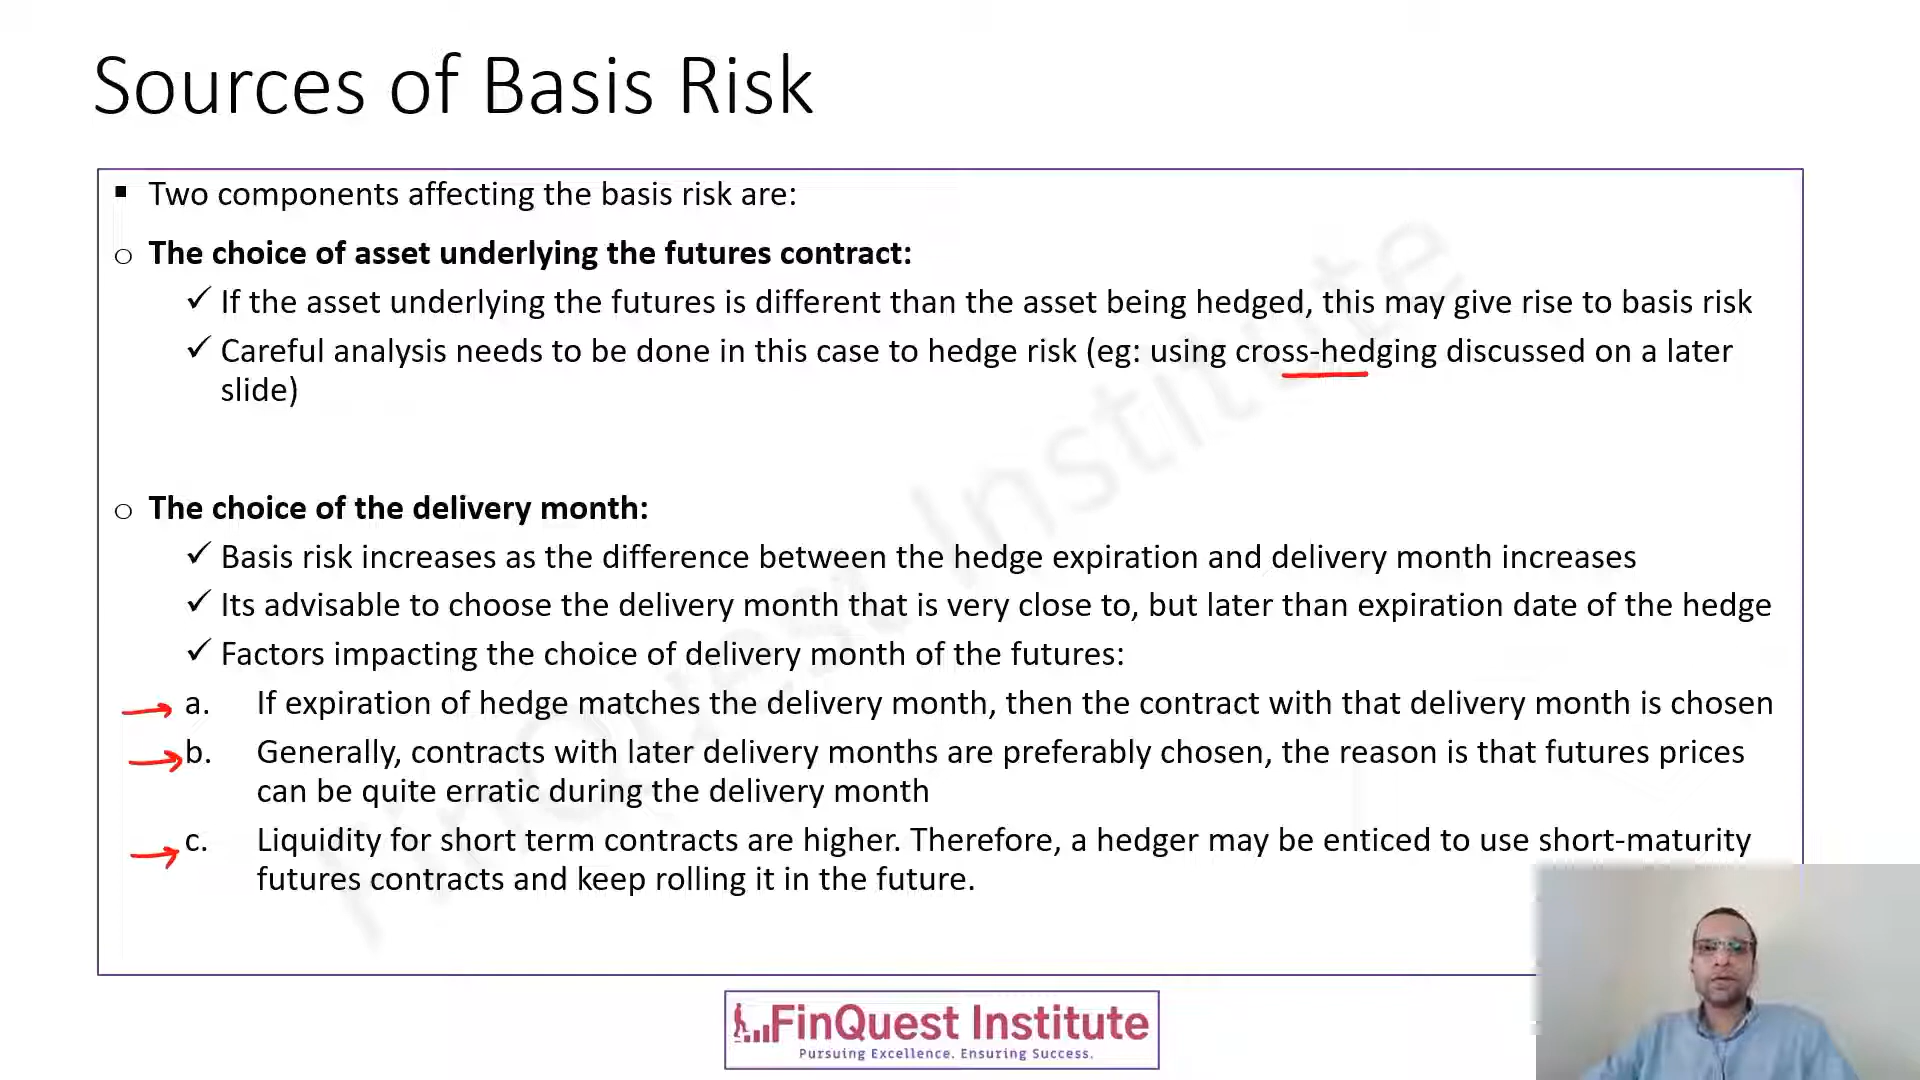 Sources of Basis Risk
Two components affecting the basis risk are:
The choice of asset underlying the futures contract:
If the asset underlying the futures is different than the asset being hedged, this may give rise to basis risk
Careful analysis needs to be done in this case to hedge risk (eg: using cross-hedging discussed on a later
slide)
The choice of the delivery month:
Basis risk increases as the difference between the hedge expiration and delivery month increases
Its advisable to choose the delivery month that is very close to, but later than expiration date of the hedge
Factors impacting the choice of delivery month of the futures:
a. If expiration of hedge matches the delivery month, then the contract with that delivery month is chosen
b. Generally, contracts with later delivery months are preferably chosen, the reason is that futures prices
can be quite erratic during the delivery month
c. Liquidity for short term contracts are higher. Therefore, a hedger may be enticed to use short-maturity
futures contracts and keep rolling it in the future.
FinQuest Institute
FinQuest Institute
Pursuing Excellence. Ensuring Success.